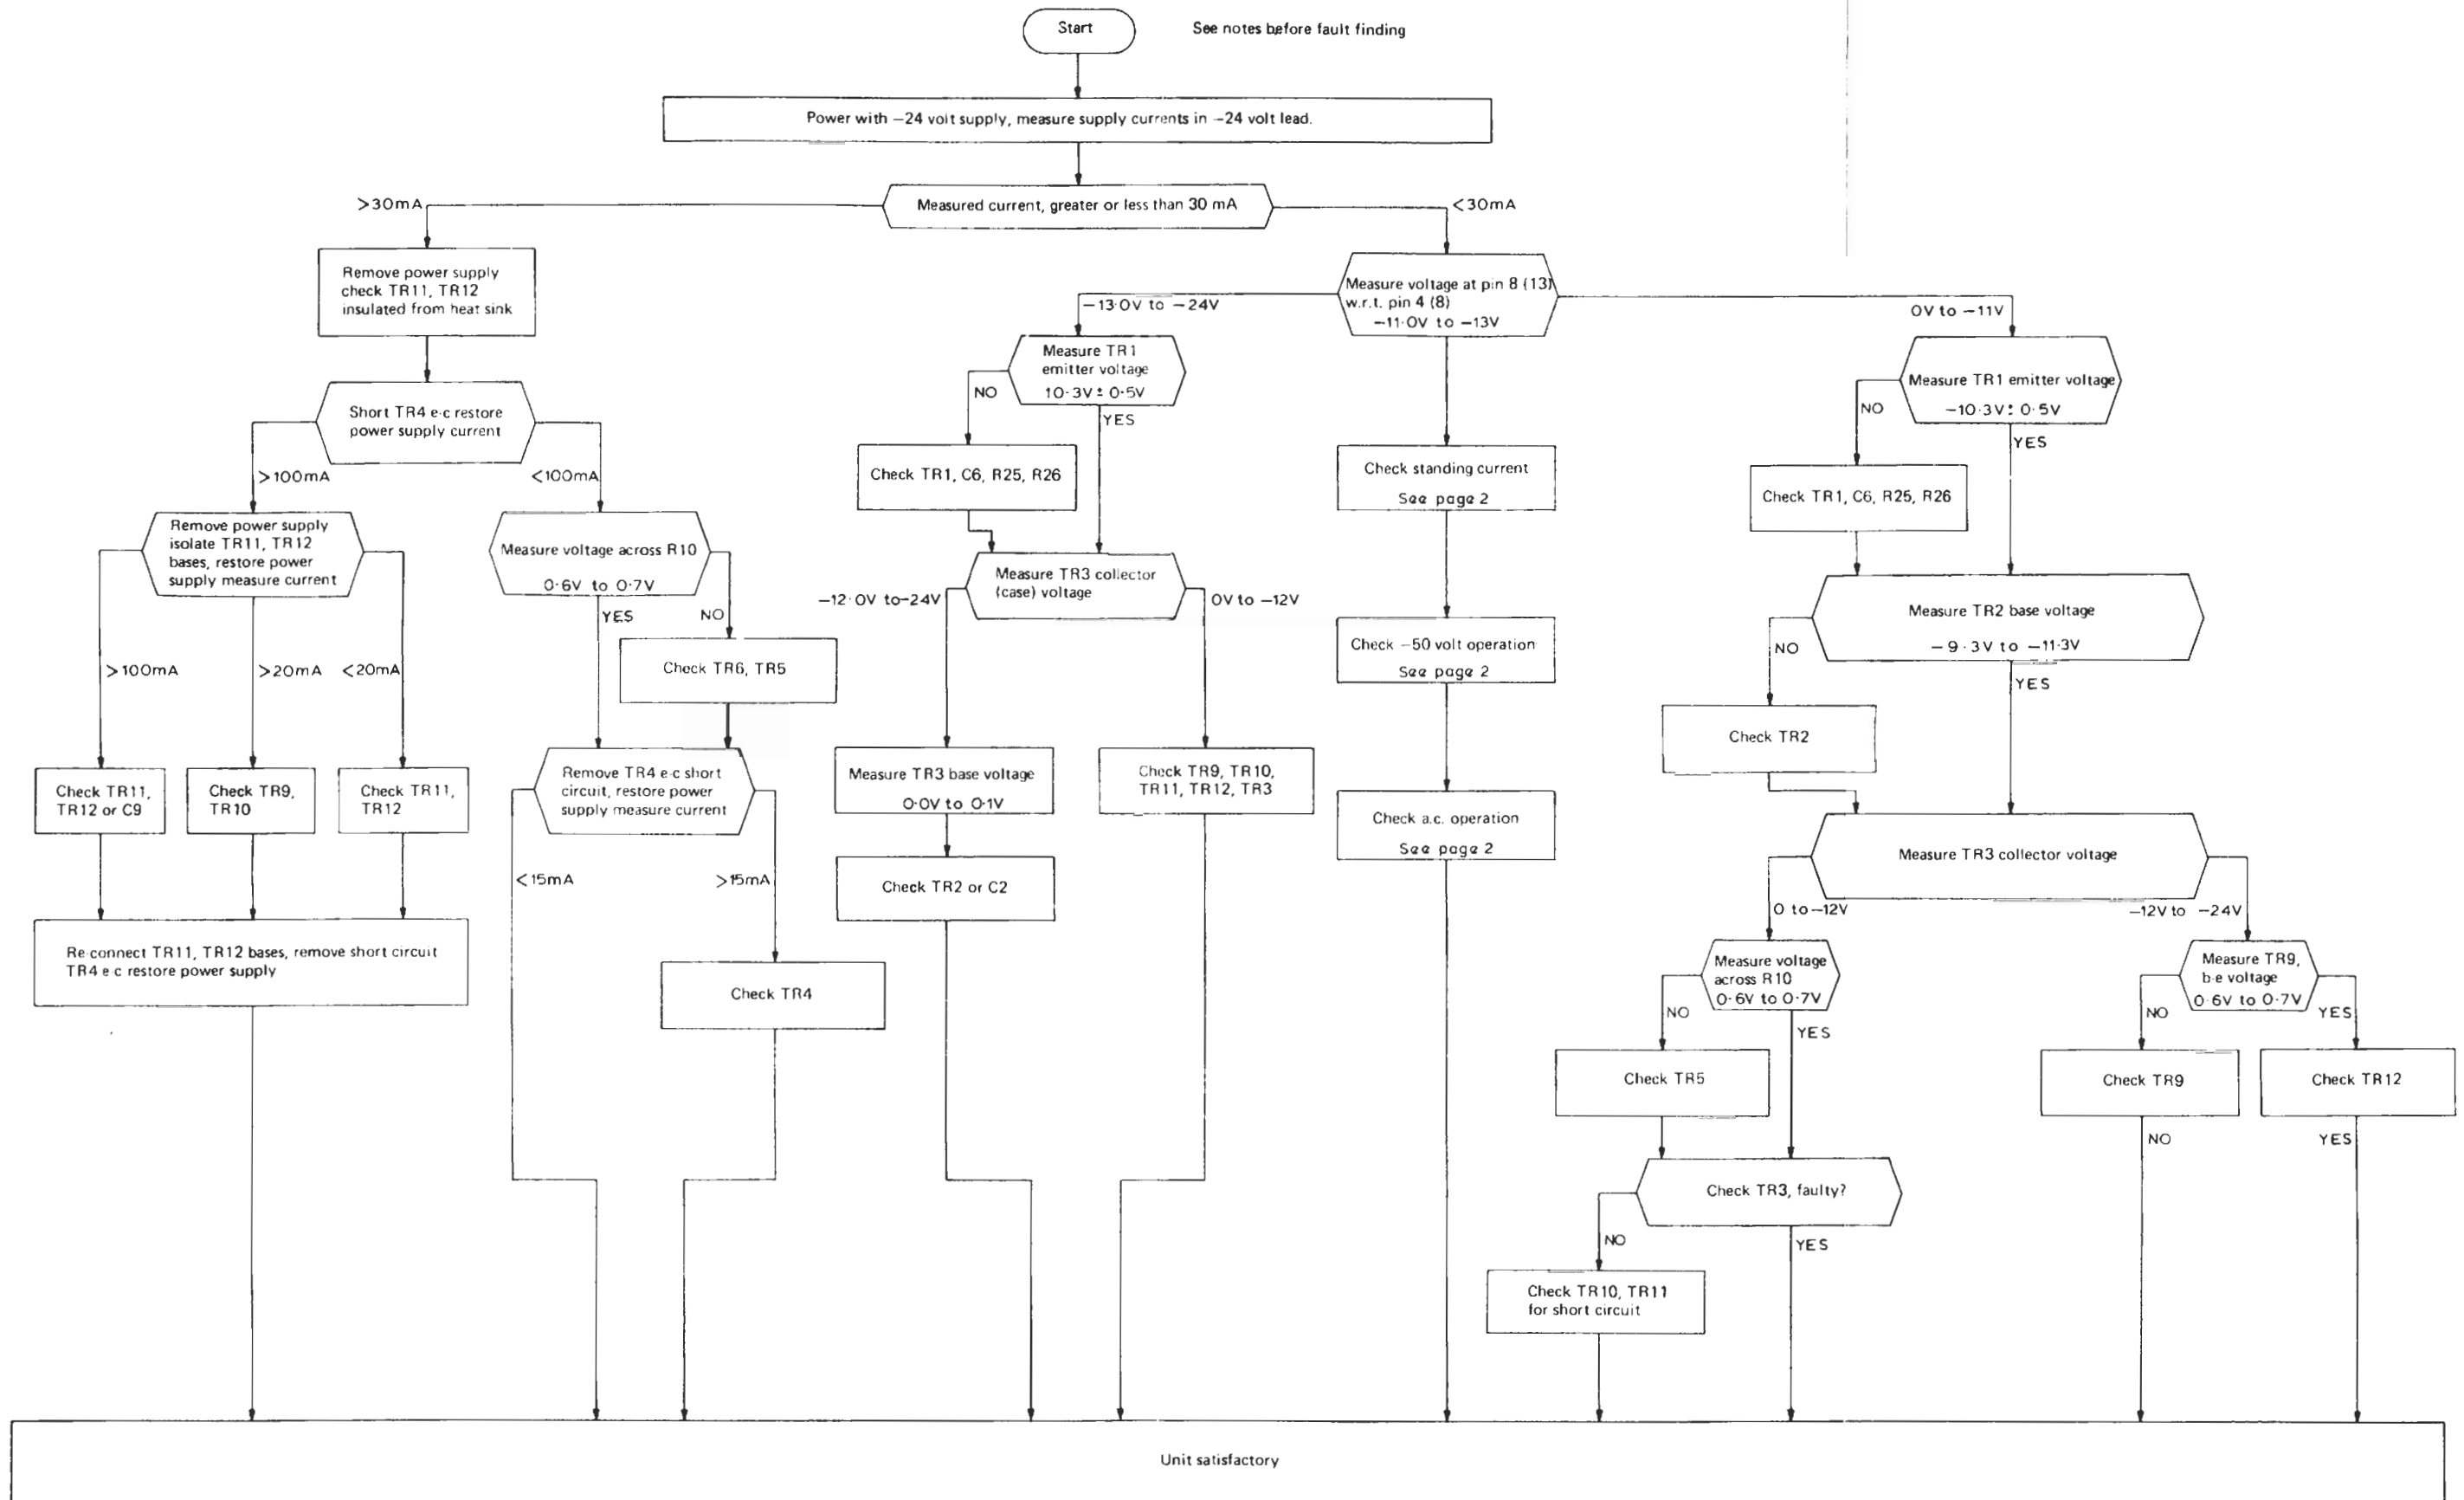 Start
See notes before fault finding
Power with −24 volt supply, measure supply currents in −24 volt lead.
Measured current, greater or less than 30 mA
>30mA
<30mA
Remove power supply
check TR11, TR12
insulated from heat sink
Short TR4 e-c restore
power supply current
>100mA
<100mA
Remove power supply
isolate TR11, TR12
bases, restore power
supply measure current
>100mA
>20mA
<20mA
Check TR11,
TR12 or C9
Check TR9,
TR10
Check TR11,
TR12
Re-connect TR11, TR12 bases, remove short circuit
TR4 e-c restore power supply
Measure voltage across R10
0·6V to 0·7V
YES
NO
Check TR6, TR5
Remove TR4 e-c short
circuit, restore power
supply measure current
<15mA
>15mA
Check TR4
Measure voltage at pin 8 (13)
w.r.t. pin 4 (8)
−11·0V to −13V
−13·0V to −24V
0V to −11V
Measure TR1
emitter voltage
10·3V ± 0·5V
NO
YES
Check TR1, C6, R25, R26
Measure TR3 collector
(case) voltage
−12·0V to−24V
0V to −12V
Measure TR3 base voltage
0·0V to 0·1V
Check TR2 or C2
Check TR9, TR10,
TR11, TR12, TR3
Check standing current
See page 2
Check −50 volt operation
See page 2
Check a.c. operation
See page 2
Measure TR1 emitter voltage
−10·3V ± 0·5V
NO
YES
Check TR1, C6, R25, R26
Measure TR2 base voltage
−9·3V to −11·3V
NO
YES
Check TR2
Measure TR3 collector voltage
0 to−12V
−12V to −24V
Measure voltage
across R10
0·6V to 0·7V
NO
YES
Check TR5
Check TR3, faulty?
NO
YES
Check TR10, TR11
for short circuit
Measure TR9,
b-e voltage
0·6V to 0·7V
NO
YES
Check TR9
Check TR12
NO
YES
Unit satisfactory